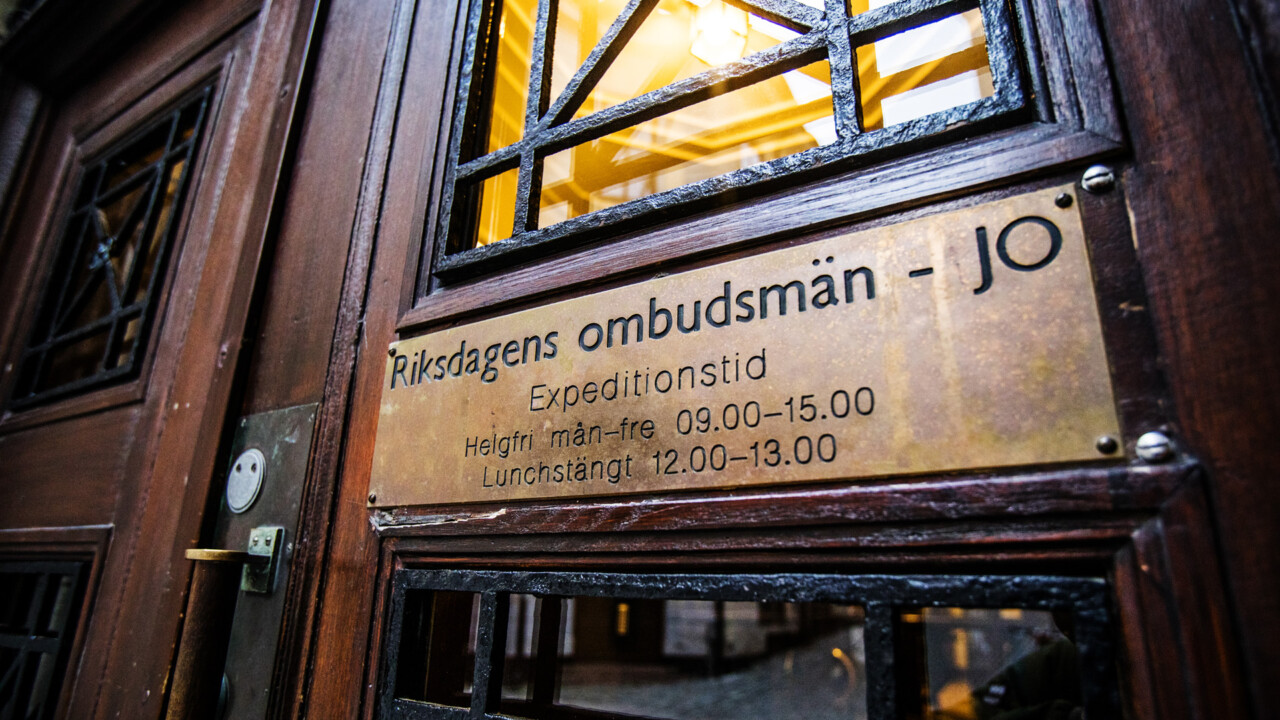 Riksdagens ombudsmän - JO
Expeditionstid
Helgfri mån-fre 09.00-15.00
Lunchstängt 12.00-13.00